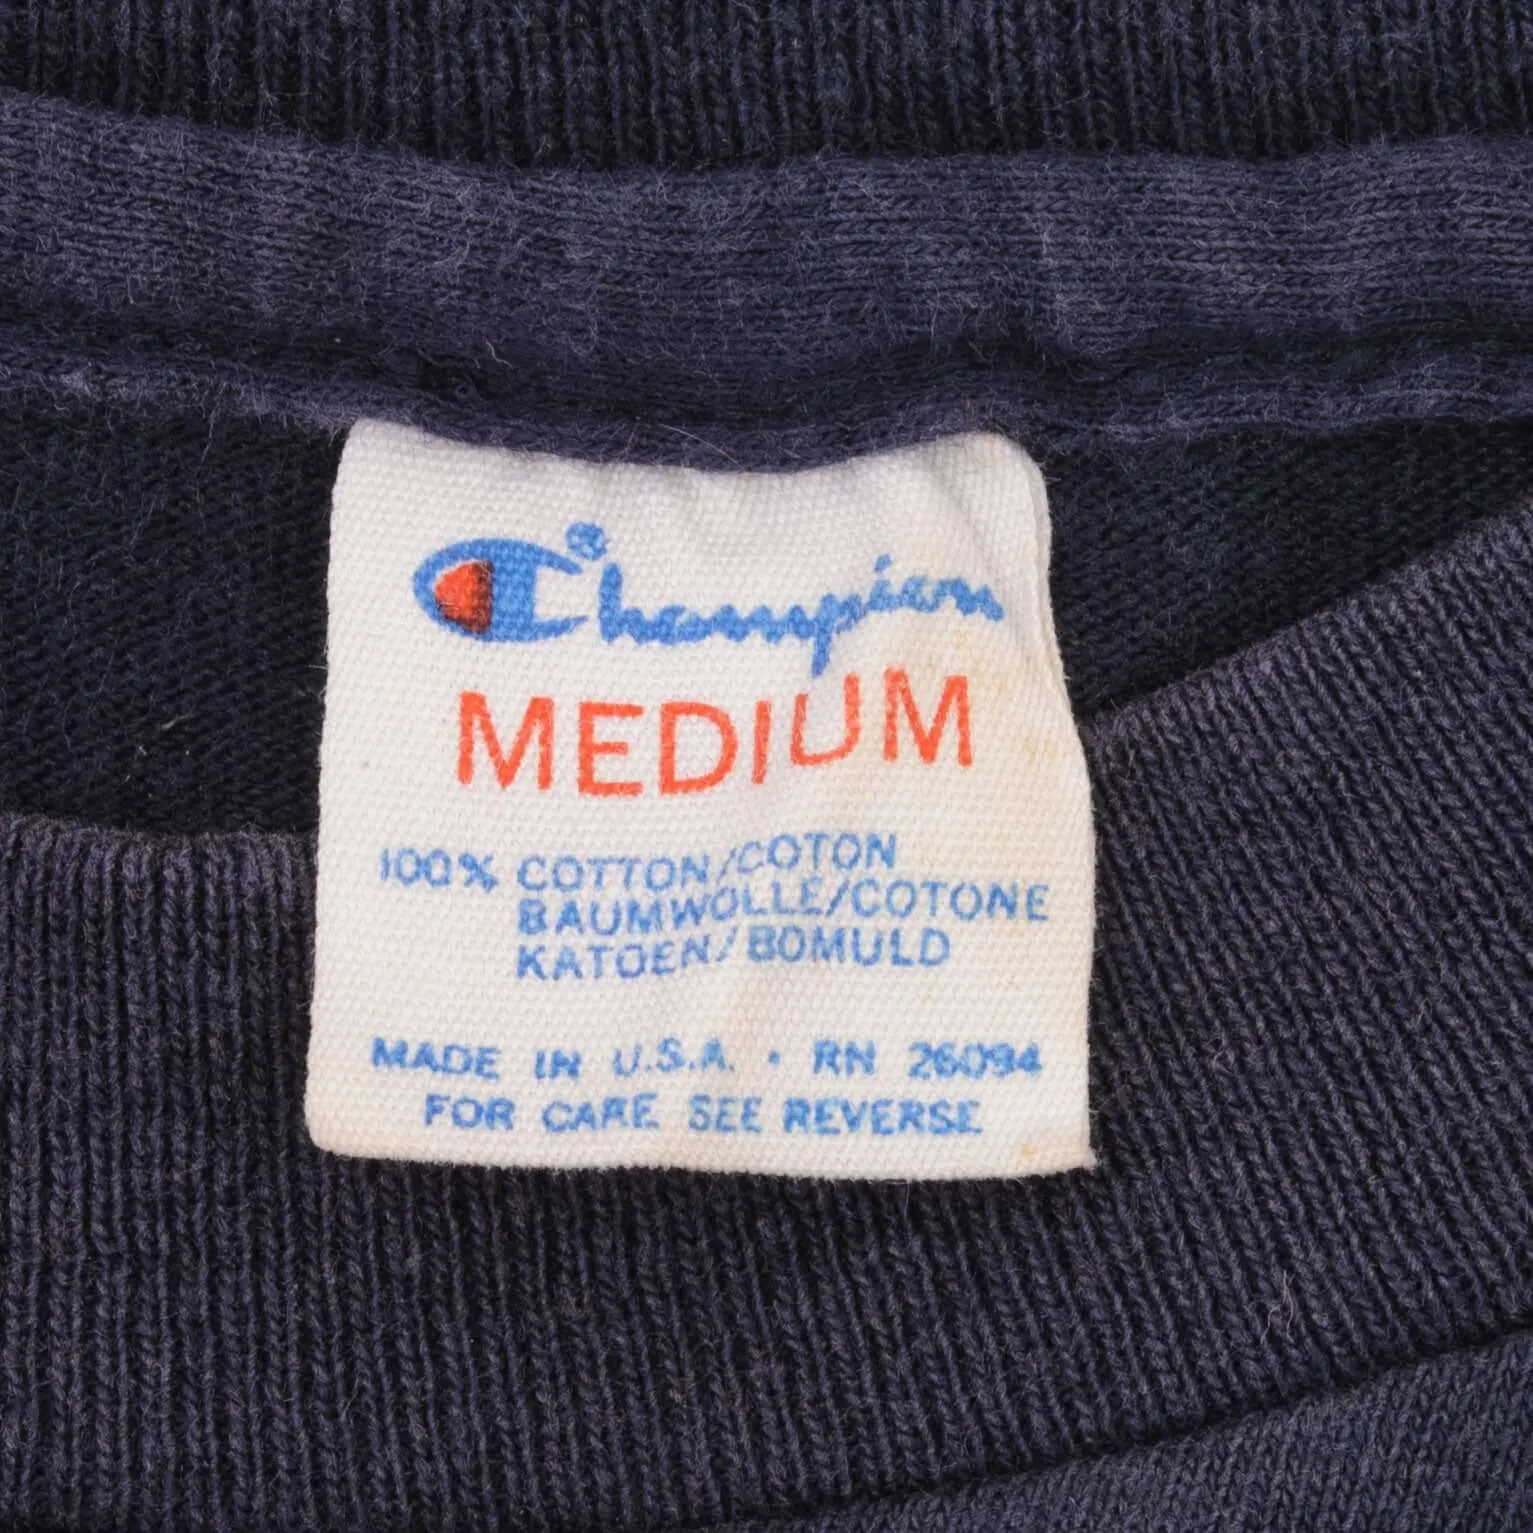 Champion®
MEDIUM
100% COTTON/COTON
BAUMWOLLE/COTONE
KATOEN/BOMULD
MADE IN U.S.A. • RN 26094
FOR CARE SEE REVERSE